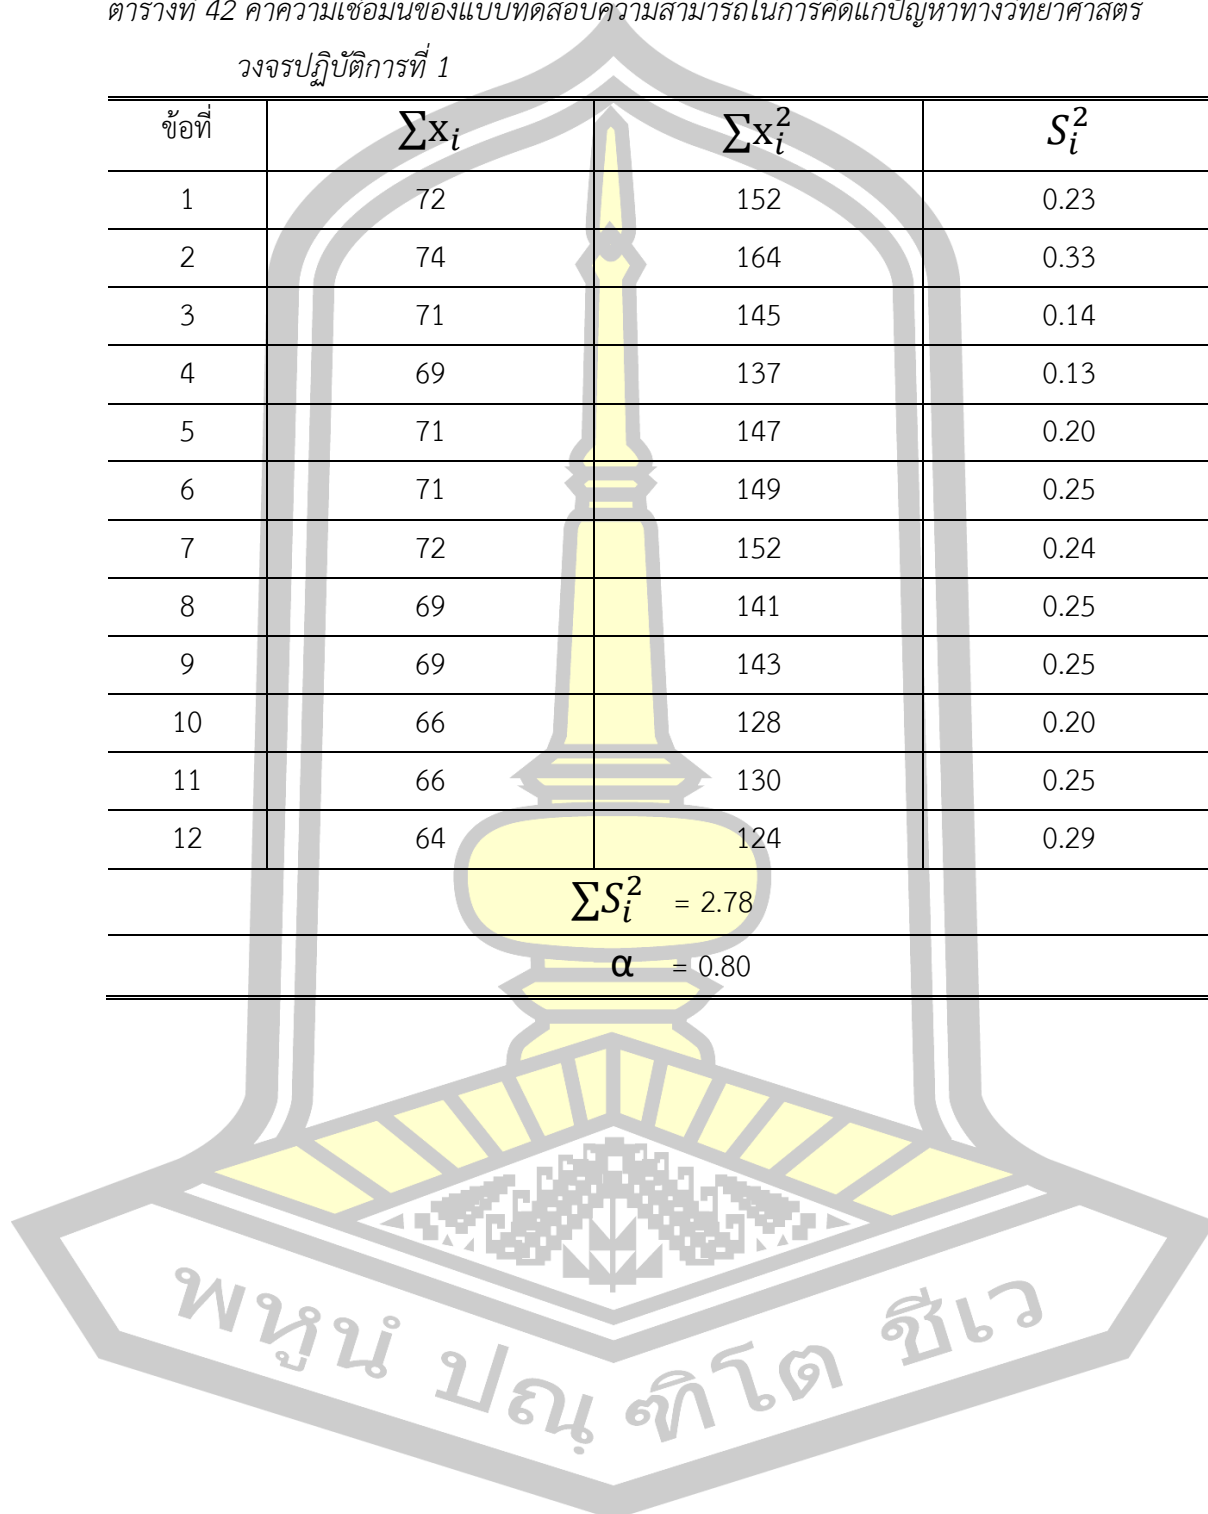 ตารางที่ 42 ค่าความเชื่อมั่นของแบบทดสอบความสามารถในการคิดแก้ปัญหาทางวิทยาศาสตร์
วงจรปฏิบัติการที่ 1
ข้อที่ ∑x_i ∑x_i^2 S_i^2
1 72 152 0.23
2 74 164 0.33
3 71 145 0.14
4 69 137 0.13
5 71 147 0.20
6 71 149 0.25
7 72 152 0.24
8 69 141 0.25
9 69 143 0.25
10 66 128 0.20
11 66 130 0.25
12 64 124 0.29
∑S_i^2 = 2.78
α = 0.80
พหูนํ ปณฺฑิโต ชีเว